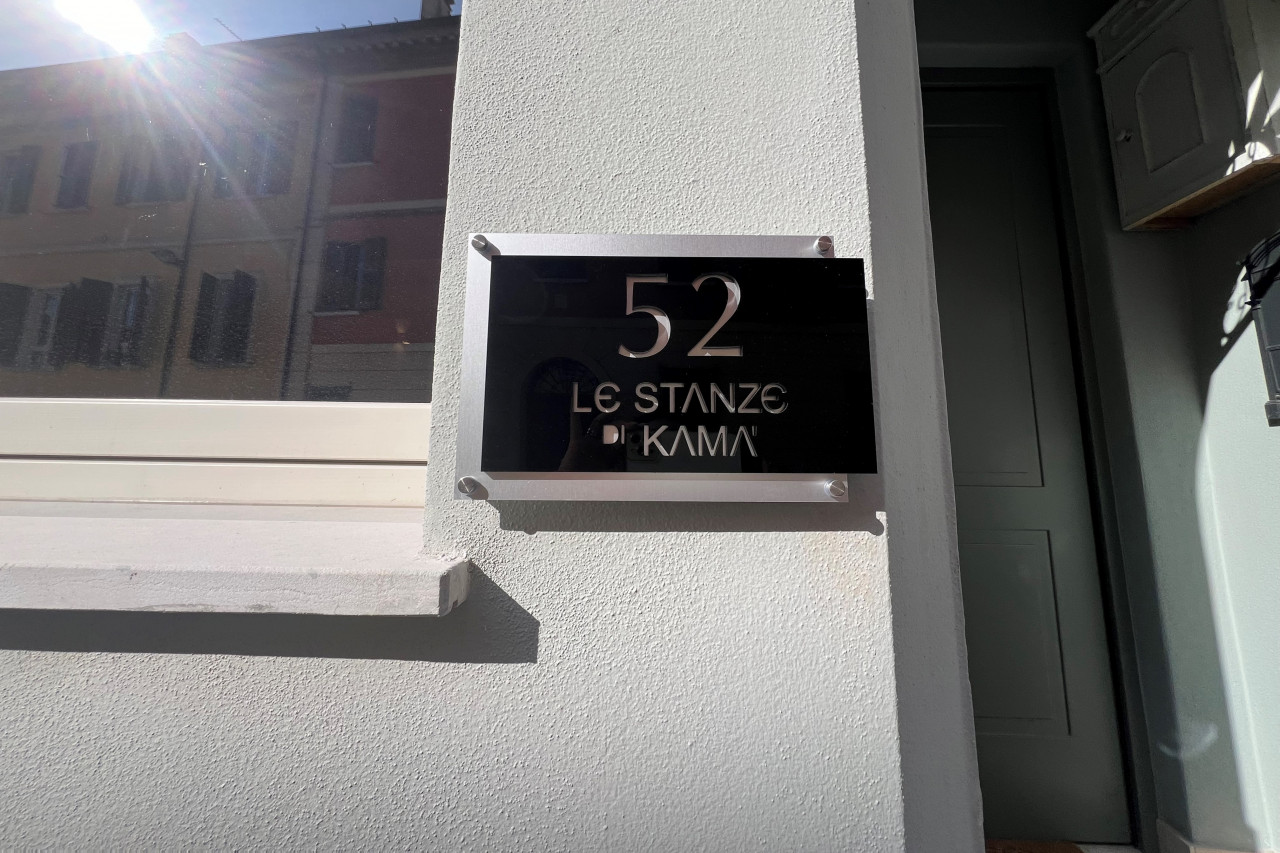 52
LE STANZE
DI KAMA'